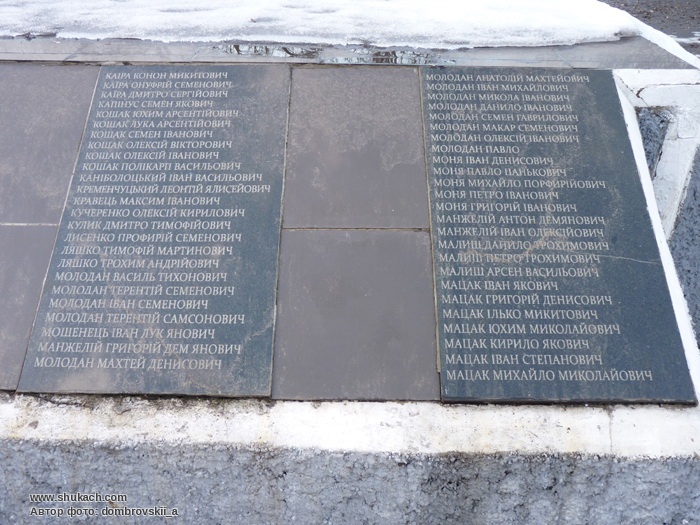 КАЇРА КОНОН МИКИТОВИЧ
КАЇРА ОНУФРІЙ СЕМЕНОВИЧ
КАЇРА ДМИТРО СЕРГІЙОВИЧ
КАПІНУС СЕМЕН ЯКОВИЧ
КОШАК ЮХИМ АРСЕНТІЙОВИЧ
КОШАК ЛУКА АРСЕНТІЙОВИЧ
КОШАК СЕМЕН ІВАНОВИЧ
КОШАК ОЛЕКСІЙ ВІКТОРОВИЧ
КОШАК ОЛЕКСІЙ ІВАНОВИЧ
КОШАК ПОЛІКАРП ВАСИЛЬОВИЧ
КАНІБОЛОЦЬКИЙ ІВАН ВАСИЛЬОВИЧ
КРЕМЕНЧУЦЬКИЙ ЛЕОНТІЙ ЯЛИСЕЙОВИЧ
КРАВЕЦЬ МАКСИМ ІВАНОВИЧ
КУЧЕРЕНКО ОЛЕКСІЙ КИРИЛОВИЧ
КУЛИК ДМИТРО ТИМОФІЙОВИЧ
ЛИСЕНКО ПРОФИРІЙ СЕМЕНОВИЧ
ЛЯШКО ТИМОФІЙ МАРТИНОВИЧ
ЛЯШКО ТРОХИМ АНДРІЙОВИЧ
МОЛОДАН ВАСИЛЬ ТИХОНОВИЧ
МОЛОДАН ТЕРЕНТІЙ СЕМЕНОВИЧ
МОЛОДАН ІВАН СЕМЕНОВИЧ
МОЛОДАН ТЕРЕНТІЙ САМСОНОВИЧ
МОШЕНЕЦЬ ІВАН ЛУК ЯНОВИЧ
МАНЖЕЛІЙ ГРИГОРІЙ ДЕМ ЯНОВИЧ
МОЛОДАН МАХТЕЙ ДЕНИСОВИЧ
МОЛОДАН АНАТОЛІЙ МАХТЕЙОВИЧ
МОЛОДАН ІВАН МИХАЙЛОВИЧ
МОЛОДАН МИКОЛА ІВАНОВИЧ
МОЛОДАН ДАНИЛО ІВАНОВИЧ
МОЛОДАН СЕМЕН ГАВРИЛОВИЧ
МОЛОДАН МАКАР СЕМЕНОВИЧ
МОЛОДАН ОЛЕКСІЙ ІВАНОВИЧ
МОЛОДАН ПАВЛО
МОНЯ ІВАН ДЕНИСОВИЧ
МОНЯ ПАВЛО ПАНЬКОВИЧ
МОНЯ МИХАЙЛО ПОРФИРІЙОВИЧ
МОНЯ ПЕТРО ІВАНОВИЧ
МОНЯ ГРИГОРІЙ ІВАНОВИЧ
МАНЖЕЛІЙ АНТОН ДЕМЯНОВИЧ
МАНЖЕЛІЙ ІВАН ОЛЕКСІЙОВИЧ
МАЛИШ ДАНИЛО ТРОХИМОВИЧ
МАЛИШ ПЕТРО ТРОХИМОВИЧ
МАЛИШ АРСЕН ВАСИЛЬОВИЧ
МАЦАК ІВАН ЯКОВИЧ
МАЦАК ГРИГОРІЙ ДЕНИСОВИЧ
МАЦАК ІЛЬКО МИКИТОВИЧ
МАЦАК ЮХИМ МИКОЛАЙОВИЧ
МАЦАК КИРИЛО ЯКОВИЧ
МАЦАК ІВАН СТЕПАНОВИЧ
МАЦАК МИХАЙЛО МИКОЛАЙОВИЧ
www.shukach.com
Автор фото: dombrovskii_a